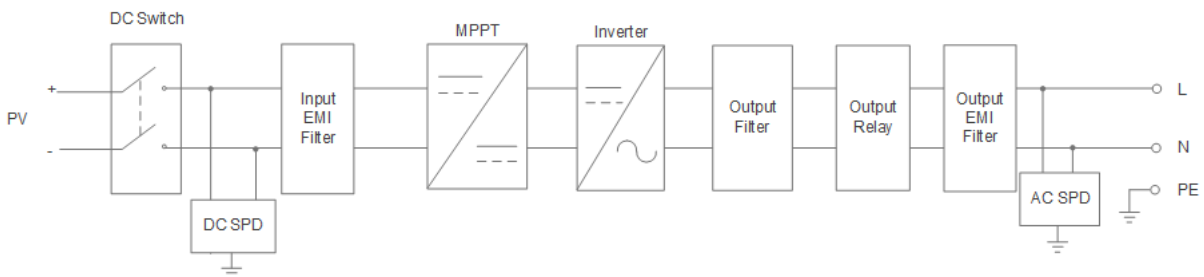 DC Switch
MPPT
Inverter
+
PV
-
Input
EMI
Filter
Output
Filter
Output
Relay
Output
EMI
Filter
L
N
PE
DC SPD
AC SPD